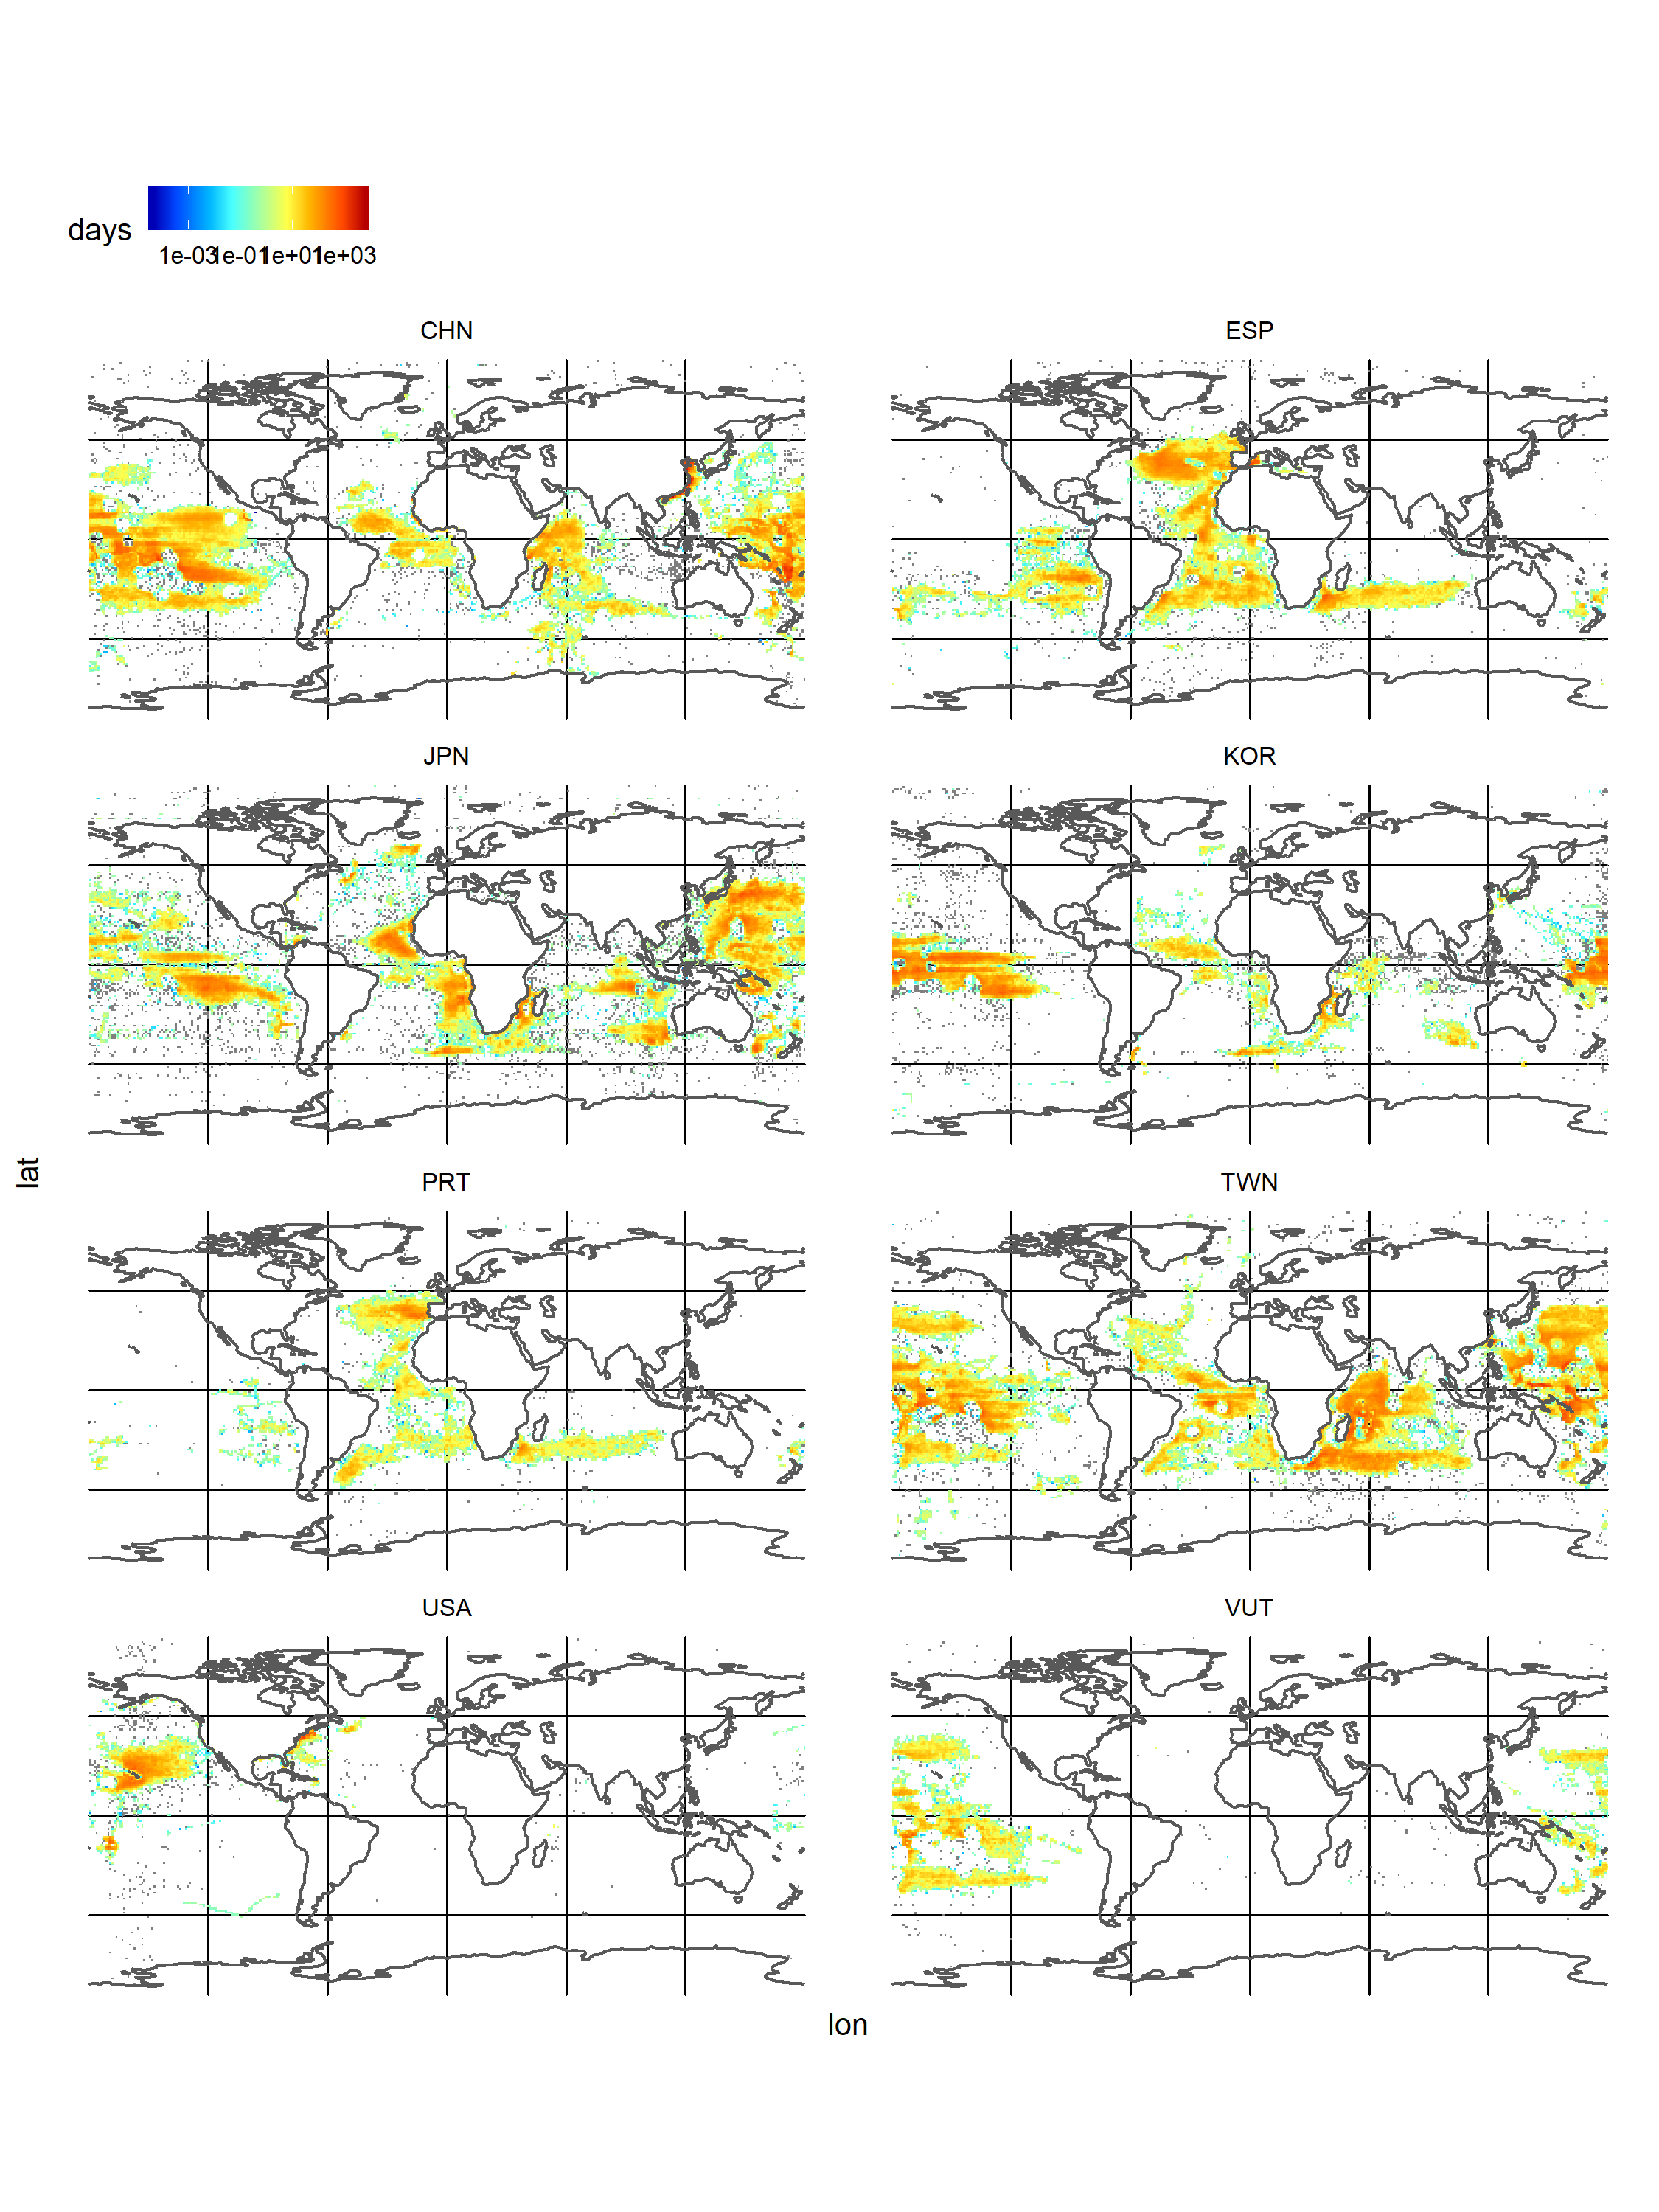 days
1e-03 1e-01 1e+01 1e+03
CHN
ESP
JPN
KOR
lat
PRT
TWN
USA
VUT
lon